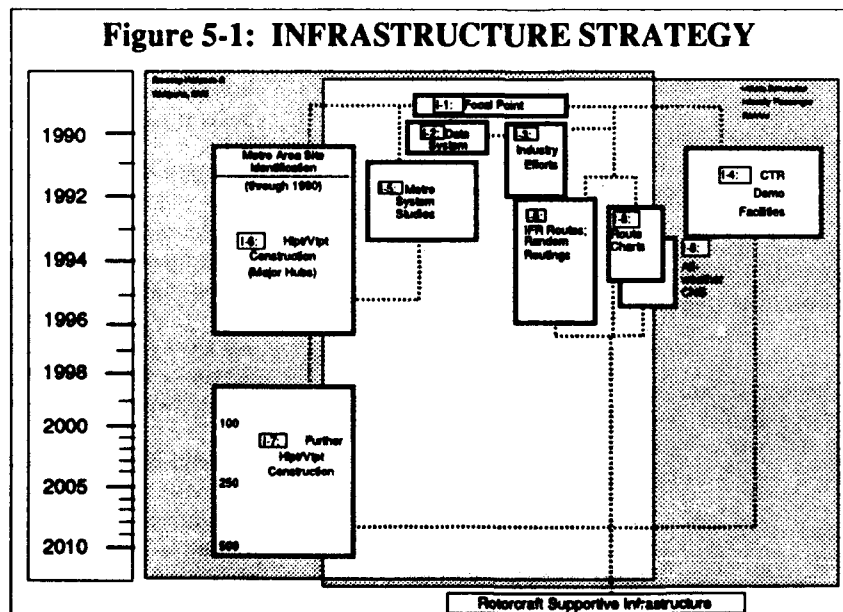 Figure 5-1: INFRASTRUCTURE STRATEGY
1990
1992
1994
1996
1998
2000
2005
2010
I-1: Focal Point
I-2: Data
System
I-3:
Industry
Efforts
I-4: CTR
Demo
Facilities
Metro Area Site
Identification
(through 1990)
I-6: Hlpt/Vtpt
Construction
(Major Hubs)
I-5: Metro
System
Studies
IFR Routes;
Random
Routings
Route
Charts
All-
weather
CNS
100
I-7: Further
Hlpt/Vtpt
Construction
250
500
Rotorcraft Supportive Infrastructure